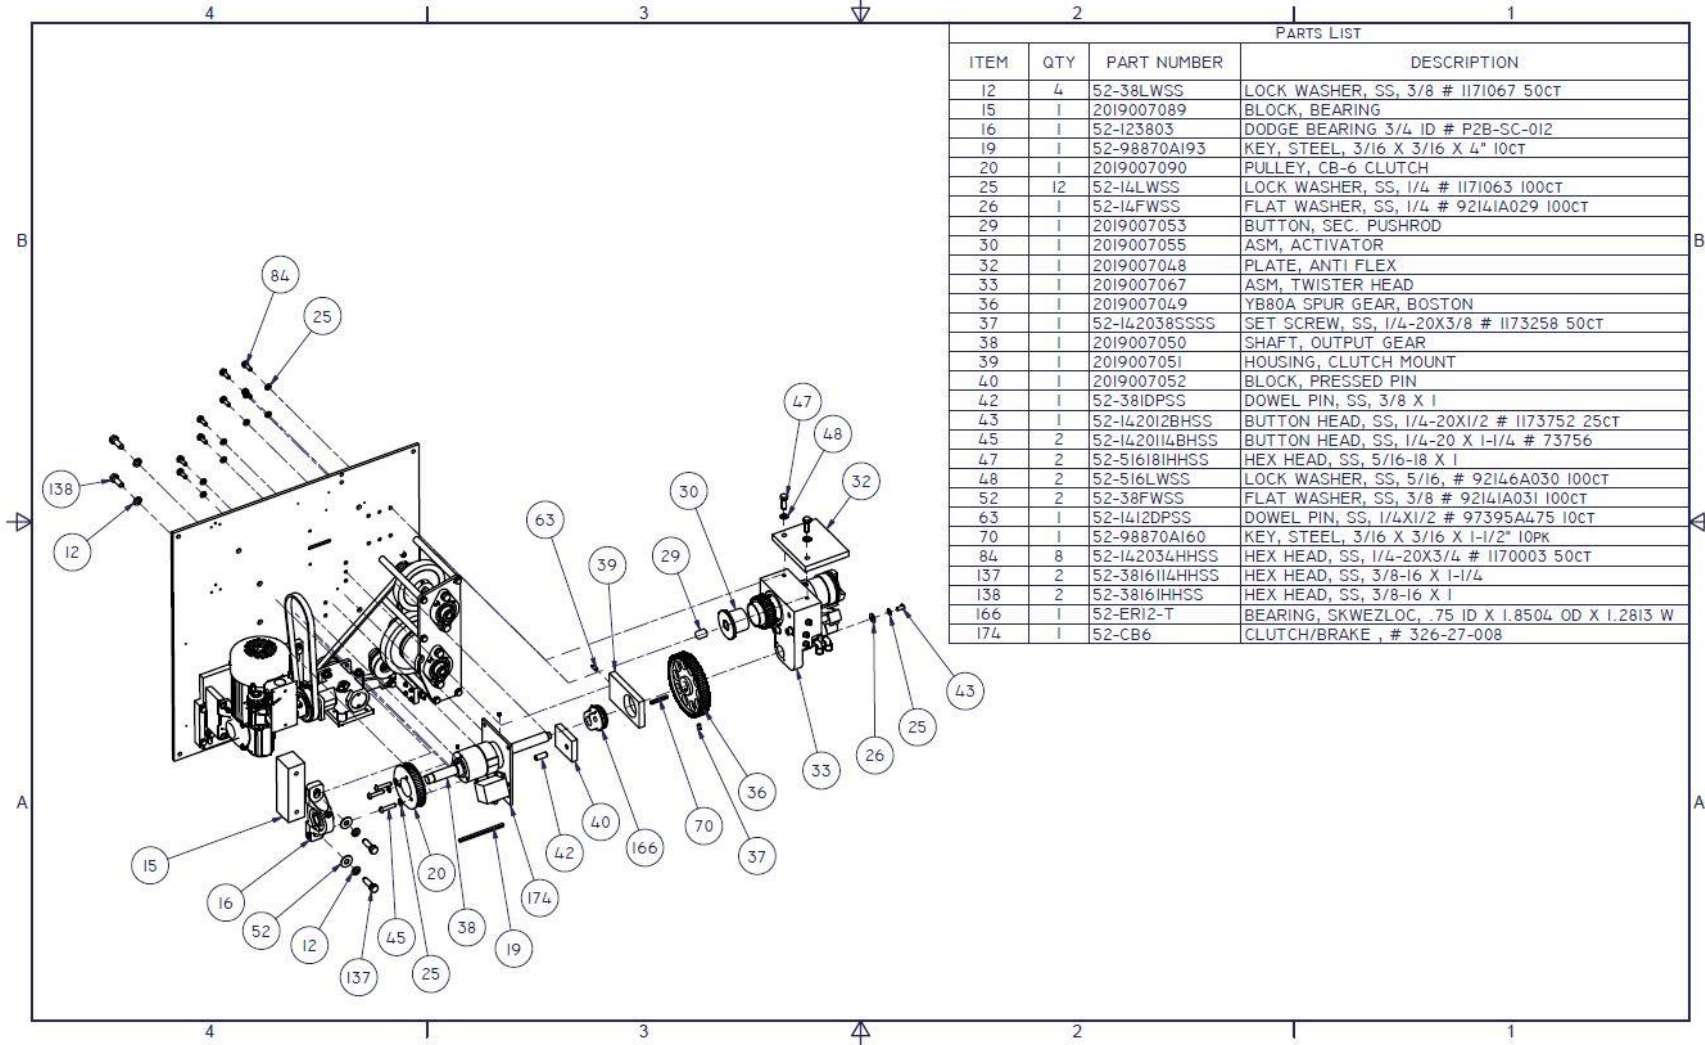 4 3 2 1
PARTS LIST
ITEM QTY PART NUMBER DESCRIPTION
12 4 52-38LWSS LOCK WASHER, SS, 3/8 # 1171067 50CT
15 1 2019007089 BLOCK, BEARING
16 1 52-123803 DODGE BEARING 3/4 ID # P2B-SC-012
19 1 52-98870A193 KEY, STEEL, 3/16 X 3/16 X 4" 10CT
20 1 2019007090 PULLEY, CB-6 CLUTCH
25 12 52-14LWSS LOCK WASHER, SS, 1/4 # 1171063 100CT
26 1 52-14FWSS FLAT WASHER, SS, 1/4 # 92141A029 100CT
29 1 2019007053 BUTTON, SEC. PUSHROD
30 1 2019007055 ASM, ACTIVATOR
32 1 2019007048 PLATE, ANTI FLEX
33 1 2019007067 ASM, TWISTER HEAD
36 1 2019007049 YB80A SPUR GEAR, BOSTON
37 1 52-142038SSSS SET SCREW, SS, 1/4-20X3/8 # 1173258 50CT
38 1 2019007050 SHAFT, OUTPUT GEAR
39 1 2019007051 HOUSING, CLUTCH MOUNT
40 1 2019007052 BLOCK, PRESSED PIN
42 1 52-381DPSS DOWEL PIN, SS, 3/8 X 1
43 1 52-142012BHSS BUTTON HEAD, SS, 1/4-20X1/2 # 1173752 25CT
45 2 52-1420114BHSS BUTTON HEAD, SS, 1/4-20 X 1-1/4 # 73756
47 2 52-516181HHSS HEX HEAD, SS, 5/16-18 X 1
48 2 52-516LWSS LOCK WASHER, SS, 5/16, # 92146A030 100CT
52 2 52-38FWSS FLAT WASHER, SS, 3/8 # 92141A031 100CT
63 1 52-1412DPSS DOWEL PIN, SS, 1/4X1/2 # 97395A475 10CT
70 1 52-98870A160 KEY, STEEL, 3/16 X 3/16 X 1-1/2" 10PK
84 8 52-142034HHSS HEX HEAD, SS, 1/4-20X3/4 # 1170003 50CT
137 2 52-3816114HHSS HEX HEAD, SS, 3/8-16 X 1-1/4
138 2 52-38161HHSS HEX HEAD, SS, 3/8-16 X 1
166 1 52-ER12-T BEARING, SKWEZLOC, .75 ID X 1.8504 OD X 1.2813 W
174 1 52-CB6 CLUTCH/BRAKE , # 326-27-008
B B
84
25
47
48
138
30
32
63
12
29
39
43
25
26
33
A A
36
40
70
166
42
37
15
20
174
16
38
52
45
12
19
25
137
4 3 2 1